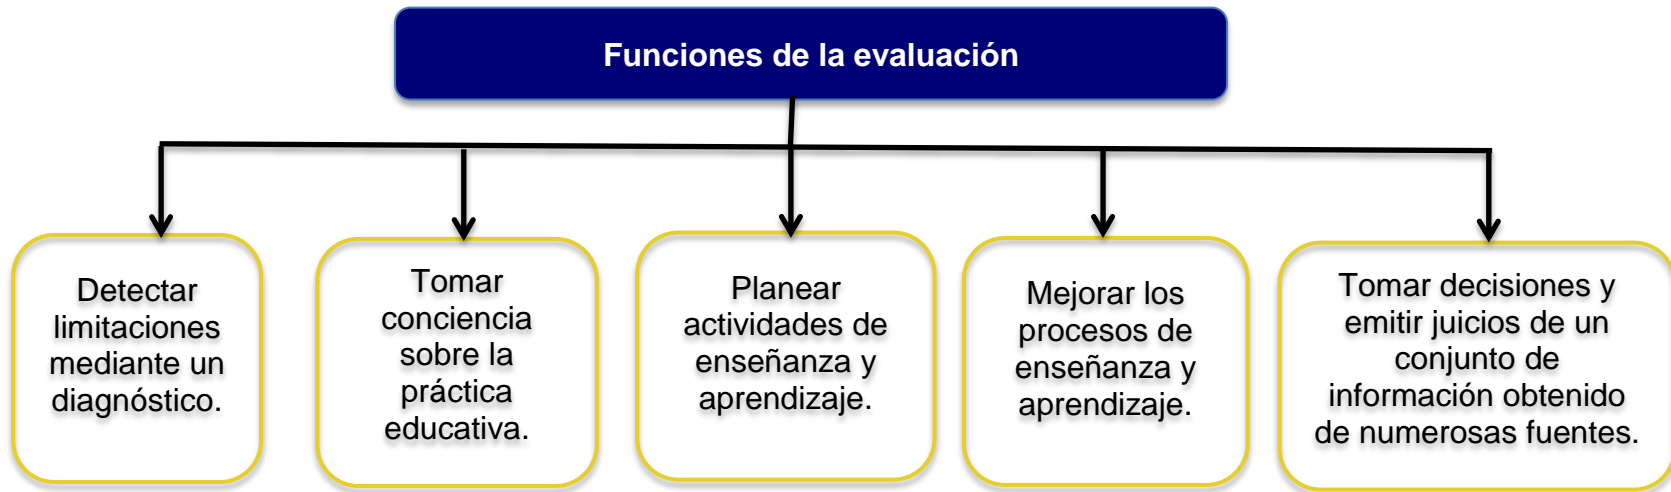 Funciones de la evaluación
Detectar
limitaciones
mediante un
diagnóstico.
Tomar
conciencia
sobre la
práctica
educativa.
Planear
actividades de
enseñanza y
aprendizaje.
Mejorar los
procesos de
enseñanza y
aprendizaje.
Tomar decisiones y
emitir juicios de un
conjunto de
información obtenido
de numerosas fuentes.